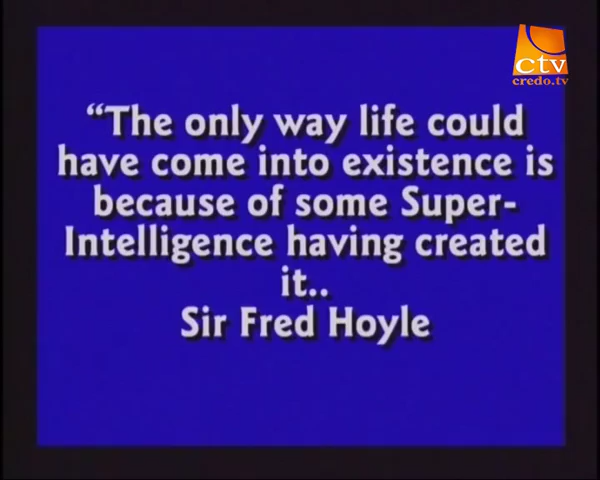 ctv
credo.tv
“The only way life could
have come into existence is
because of some Super-
Intelligence having created
it..
Sir Fred Hoyle